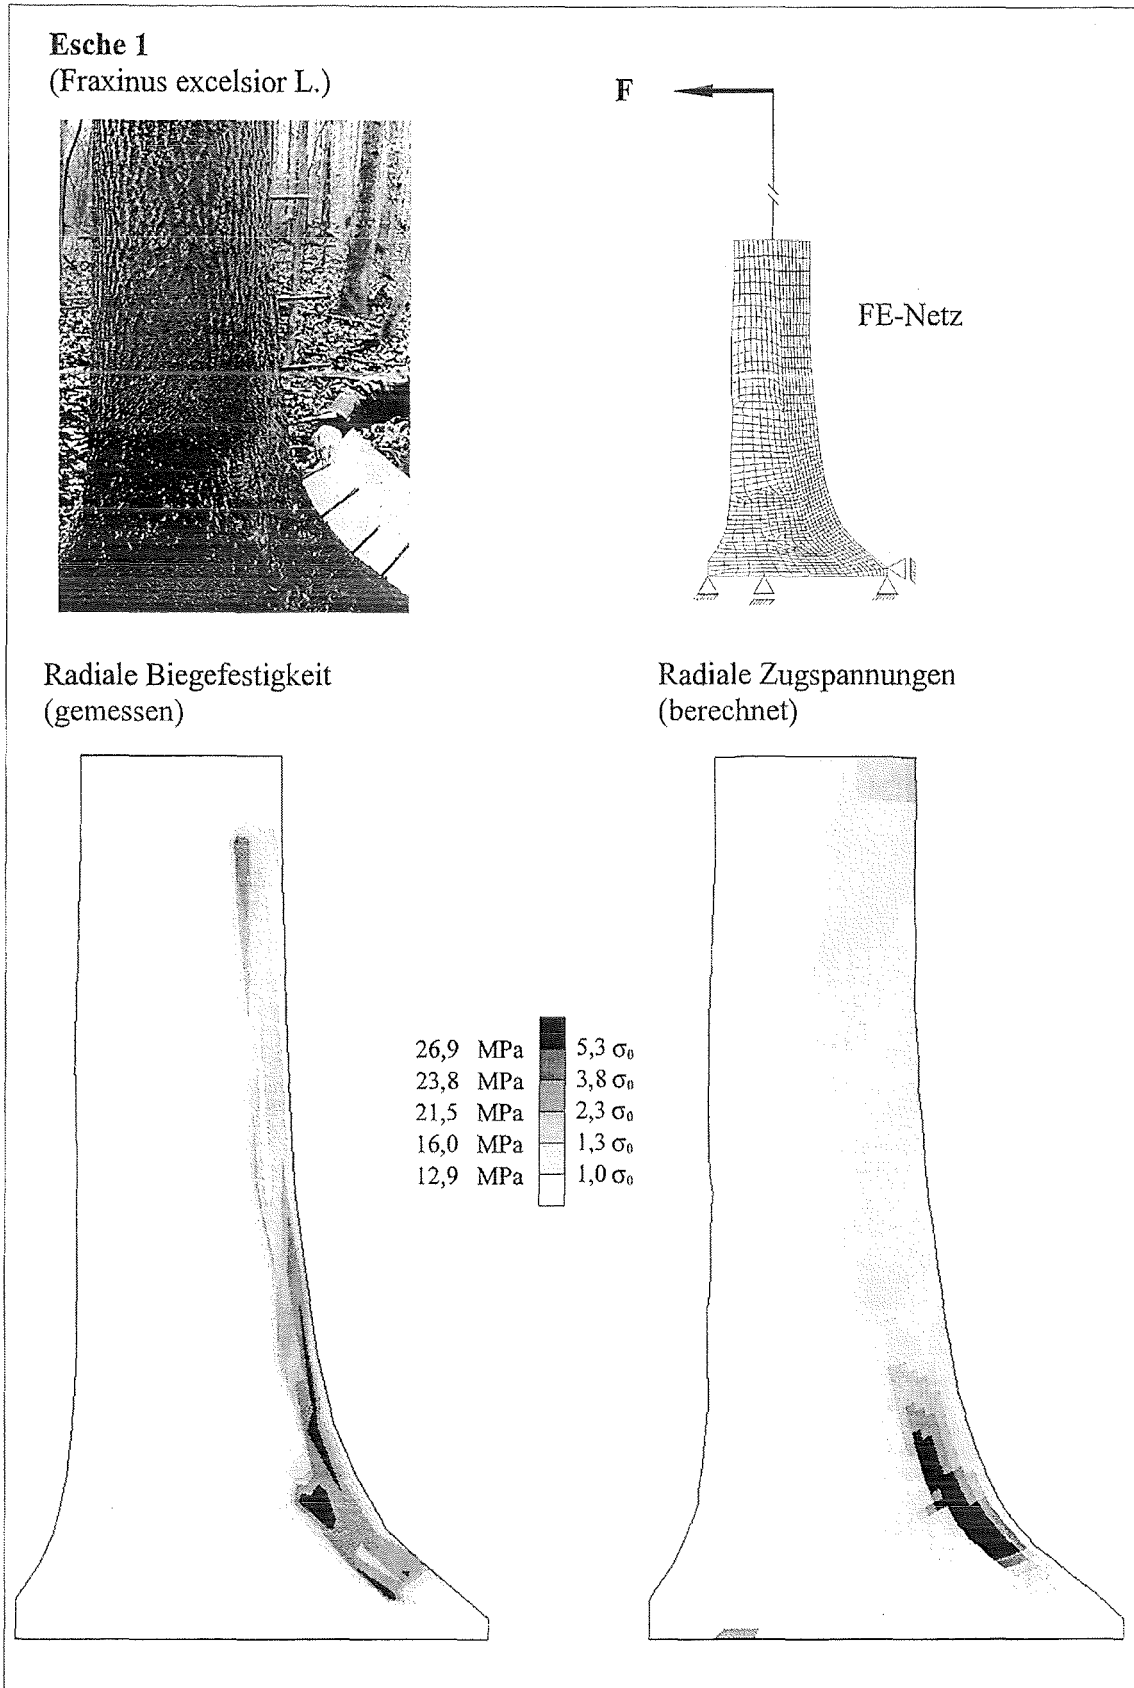 Esche 1
(Fraxinus excelsior L.)
F
FE-Netz
Radiale Biegefestigkeit
(gemessen)
Radiale Zugspannungen
(berechnet)
26,9 MPa 5,3 σ₀
23,8 MPa 3,8 σ₀
21,5 MPa 2,3 σ₀
16,0 MPa 1,3 σ₀
12,9 MPa 1,0 σ₀